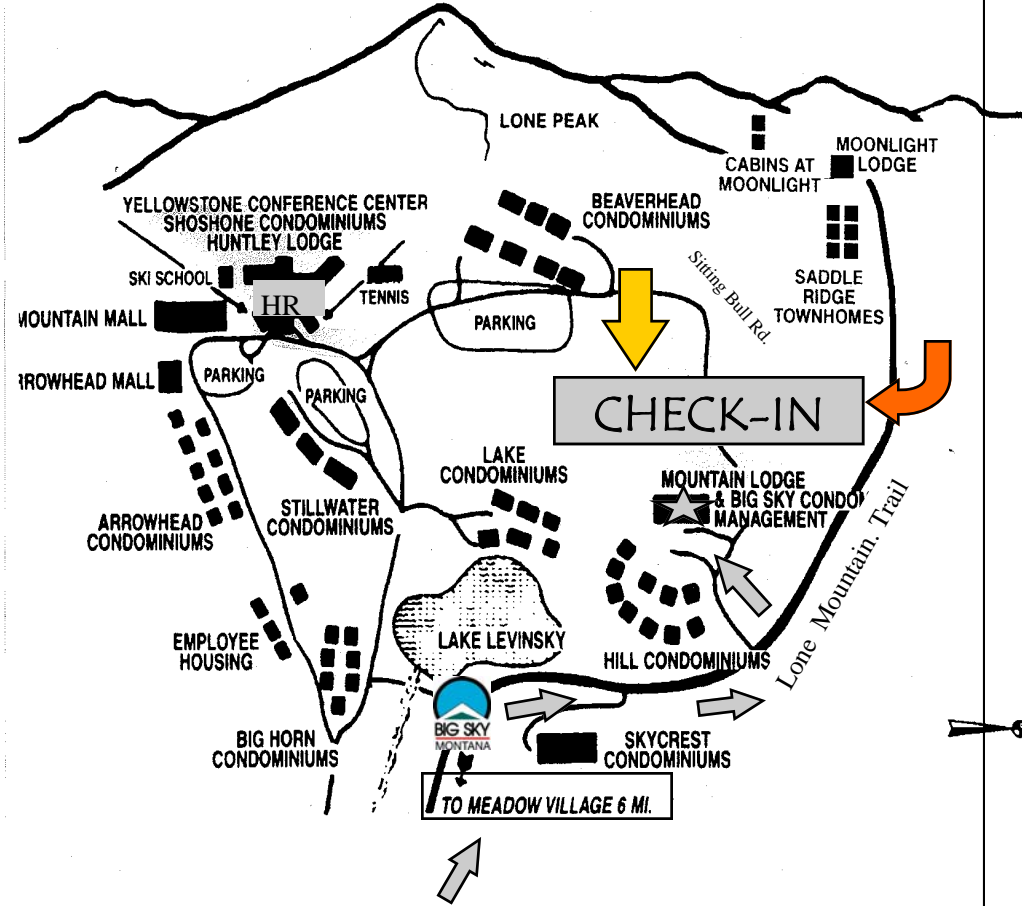 LONE PEAK
MOONLIGHT
LODGE
CABINS AT
MOONLIGHT
YELLOWSTONE CONFERENCE CENTER
SHOSHONE CONDOMINIUMS
HUNTLEY LODGE
BEAVERHEAD
CONDOMINIUMS
SKI SCHOOL
HR
TENNIS
Sitting Bull Rd.
SADDLE
RIDGE
TOWNHOMES
MOUNTAIN MALL
PARKING
RROWHEAD MALL
PARKING
PARKING
CHECK-IN
LAKE
CONDOMINIUMS
MOUNTAIN LODGE
& BIG SKY CONDO
MANAGEMENT
STILLWATER
CONDOMINIUMS
ARROWHEAD
CONDOMINIUMS
Lone Mountain. Trail
EMPLOYEE
HOUSING
LAKE LEVINSKY
HILL CONDOMINIUMS
BIG SKY
MONTANA
BIG HORN
CONDOMINIUMS
SKYCREST
CONDOMINIUMS
TO MEADOW VILLAGE 6 MI.